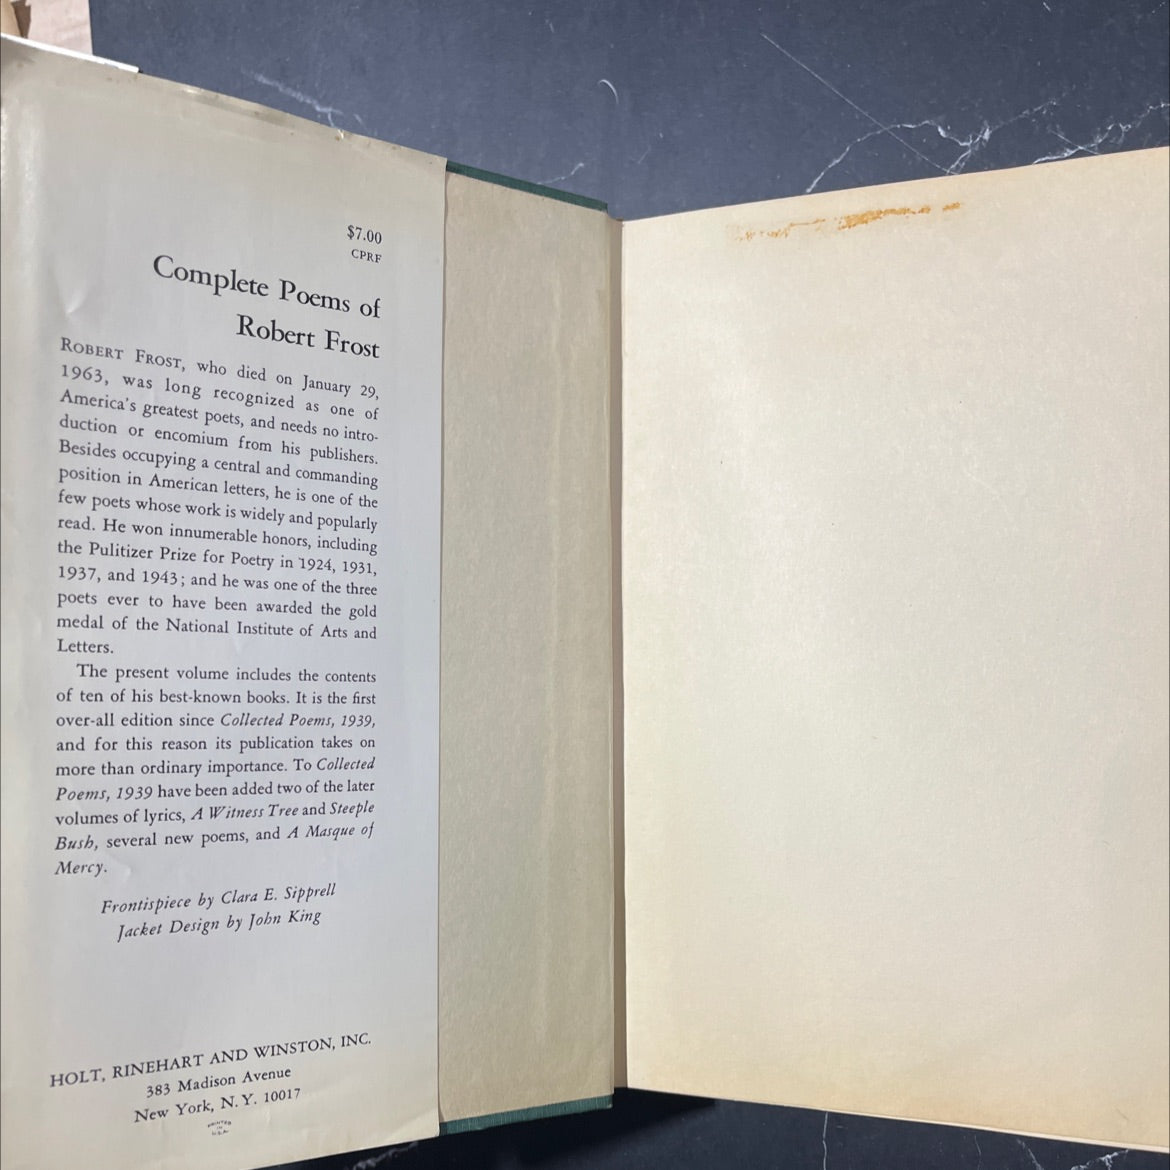 $7.00
CPRF
Complete Poems of
Robert Frost
ROBERT FROST, who died on January 29,
1963, was long recognized as one of
America's greatest poets, and needs no intro-
duction or encomium from his publishers.
Besides occupying a central and commanding
position in American letters, he is one of the
few poets whose work is widely and popularly
read. He won innumerable honors, including
the Pulitizer Prize for Poetry in 1924, 1931,
1937, and 1943; and he was one of the three
poets ever to have been awarded the gold
medal of the National Institute of Arts and
Letters.
The present volume includes the contents
of ten of his best-known books. It is the first
over-all edition since Collected Poems, 1939,
and for this reason its publication takes on
more than ordinary importance. To Collected
Poems, 1939 have been added two of the later
volumes of lyrics, A Witness Tree and Steeple
Bush, several new poems, and A Masque of
Mercy.
Frontispiece by Clara E. Sipprell
Jacket Design by John King
HOLT, RINEHART AND WINSTON, INC.
383 Madison Avenue
New York, N.Y. 10017
PRINTED
IN
U.S.A.